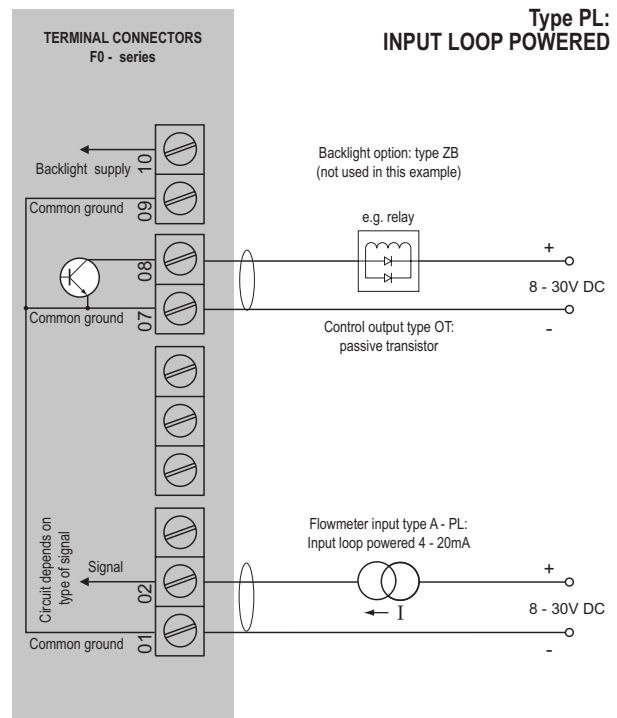 Type PL:
INPUT LOOP POWERED
TERMINAL CONNECTORS
F0 - series
10
Backlight supply
Backlight option: type ZB
(not used in this example)
Common ground
09
e.g. relay
08
+
8 - 30V DC
-
Common ground
07
Control output type OT:
passive transistor
Circuit depends on
type of signal
Flowmeter input type A - PL:
Input loop powered 4 - 20mA
Signal
02
+
8 - 30V DC
-
I
Common ground
01